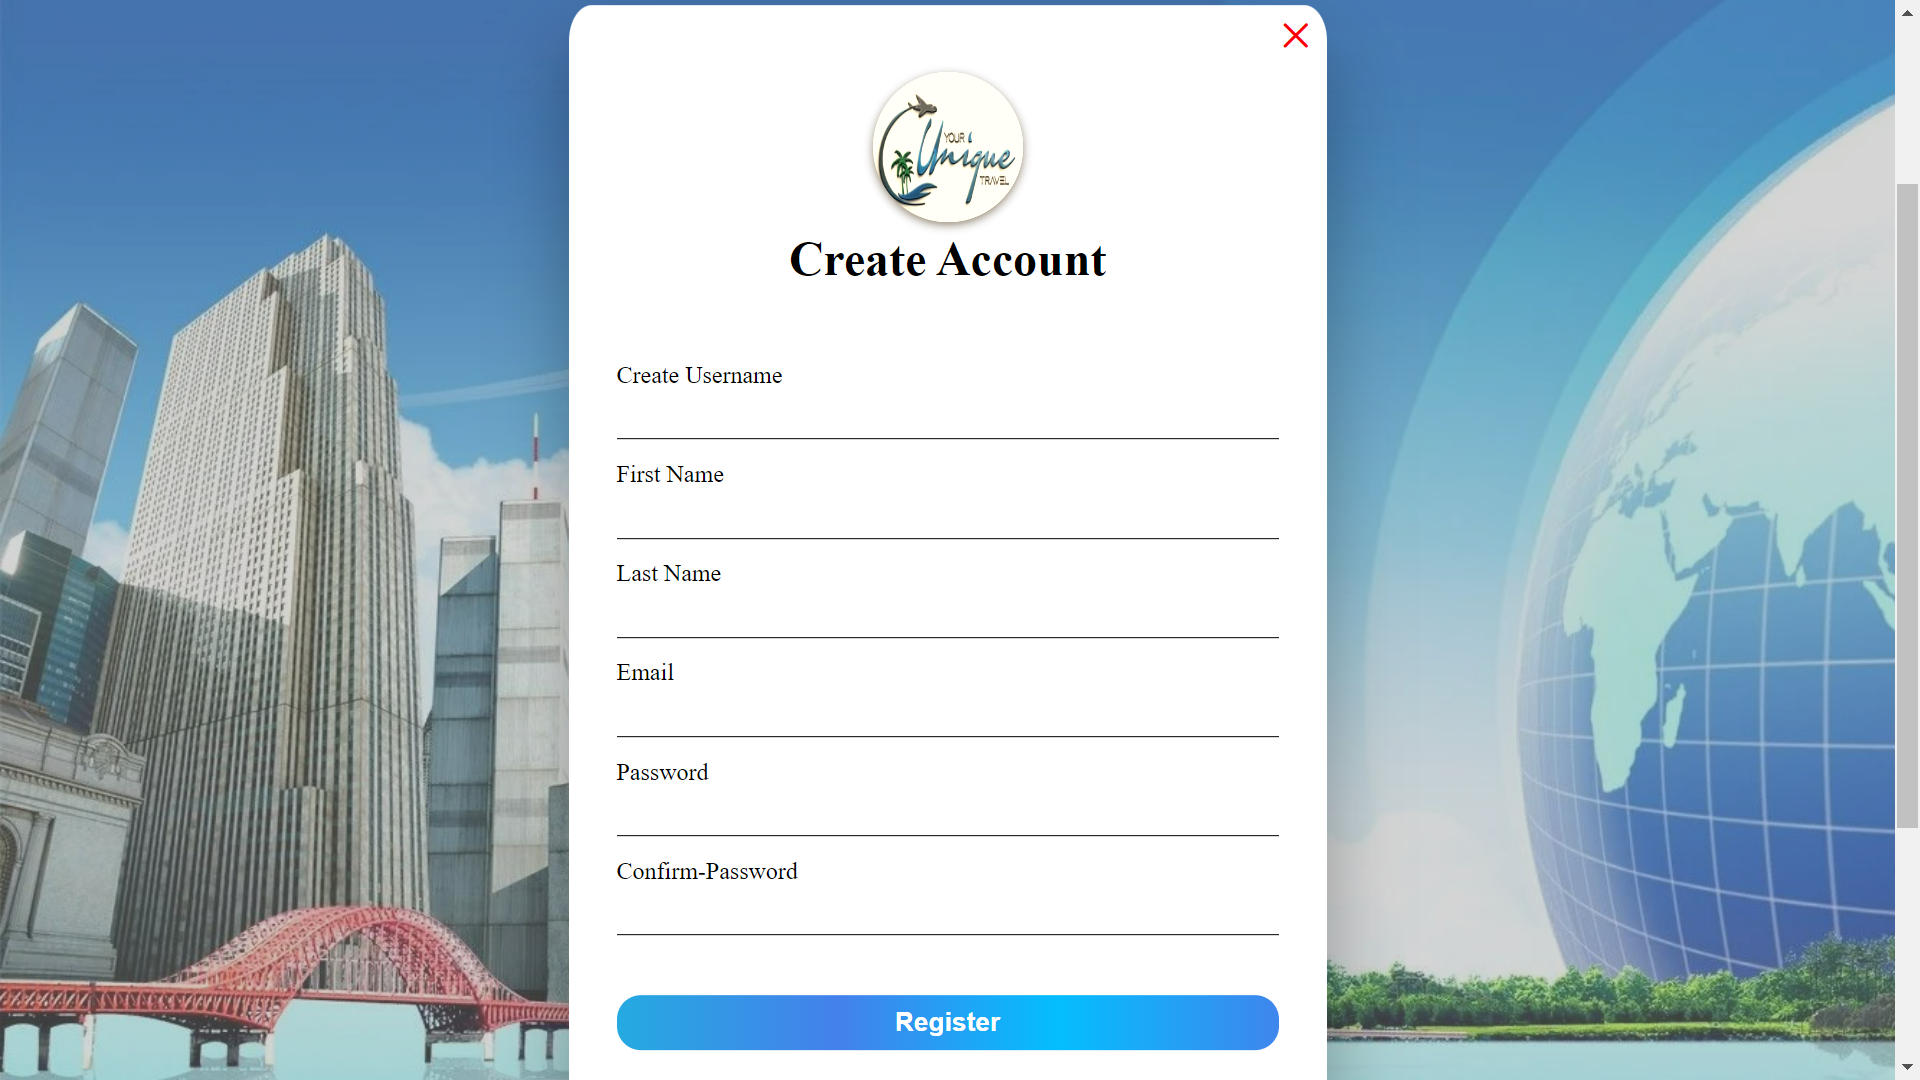 YOUR
Unique
TRAVEL
Create Account
Create Username
First Name
Last Name
Email
Password
Confirm-Password
Register